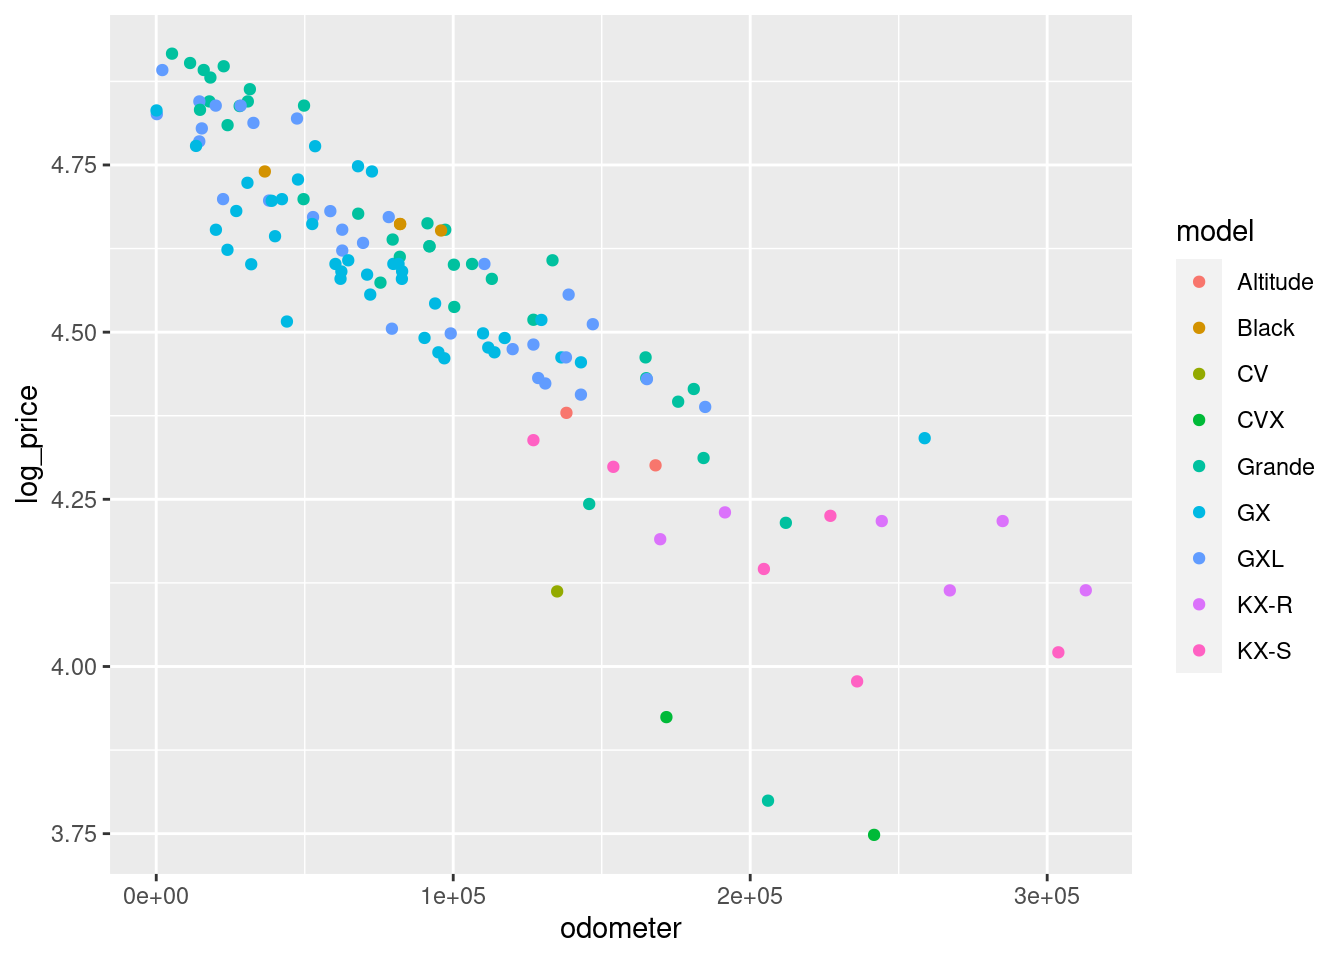 log_price
4.75
4.50
4.25
4.00
3.75
0e+00 1e+05 2e+05 3e+05
odometer
model
Altitude
Black
CV
CVX
Grande
GX
GXL
KX-R
KX-S